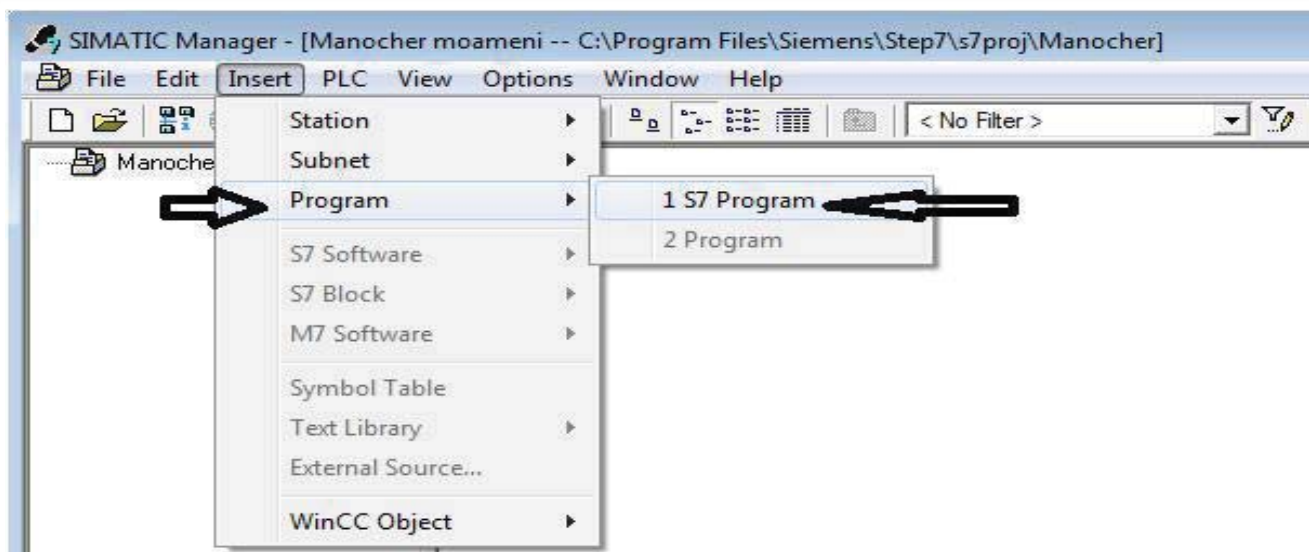 SIMATIC Manager - [Manocher moameni -- C:\Program Files\Siemens\Step7\s7proj\Manocher]
File Edit Insert PLC View Options Window Help
< No Filter >
Manoche
Station
Subnet
Program
1 S7 Program
2 Program
S7 Software
S7 Block
M7 Software
Symbol Table
Text Library
External Source...
WinCC Object